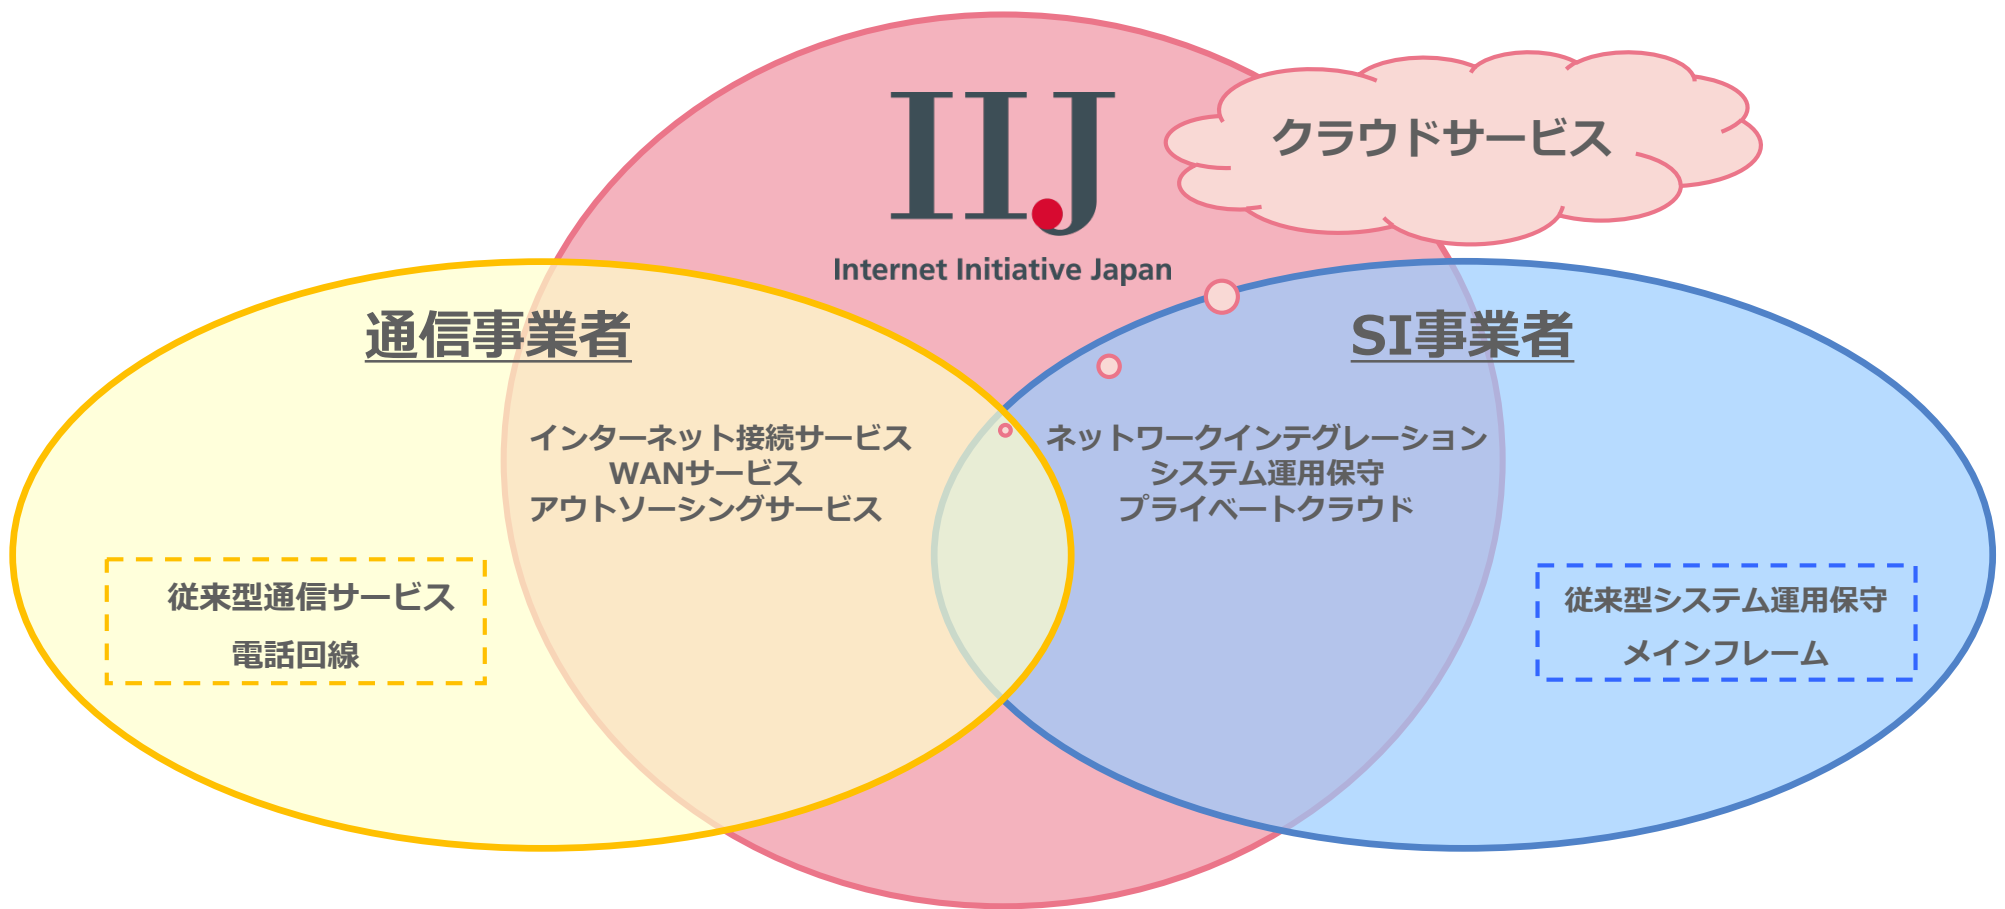 IIJ
Internet Initiative Japan
クラウドサービス
通信事業者
インターネット接続サービス
WANサービス
アウトソーシングサービス
従来型通信サービス
電話回線
SI事業者
ネットワークインテグレーション
システム運用保守
プライベートクラウド
従来型システム運用保守
メインフレーム